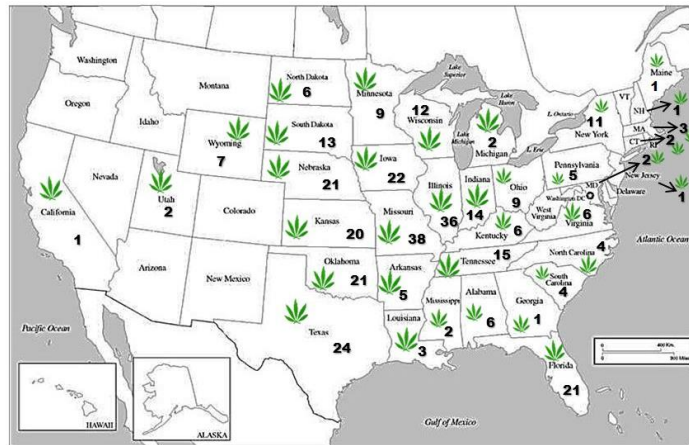 Washington
Oregon
California
1
Nevada
Idaho
Montana
Wyoming
7
Utah
2
Arizona
Colorado
New Mexico
North Dakota
6
South Dakota
13
Nebraska
21
Kansas
20
Oklahoma
21
Texas
24
Minnesota
9
Iowa
22
Missouri
38
Arkansas
5
Louisiana
3
12
Wisconsin
Illinois
36
Lake
Superior
Lake
Michigan
Lake
Huron
2
Michigan
Indiana
14
Ohio
9
Kentucky
6
Tennessee
15
Mississippi
2
Alabama
6
Georgia
1
Florida
21
South
Carolina
4
North Carolina
4
West
Virginia
Virginia
6
Washington DC
MD
Pennsylvania
5
L. Erie
L. Ontario
11
New York
VT
NH
1
MA
3
CT
2
RI
2
Maine
1
New Jersey
Delaware
1
Atlantic Ocean
Pacific Ocean
Gulf of Mexico
HAWAII
ALASKA
0
400 Km.
0